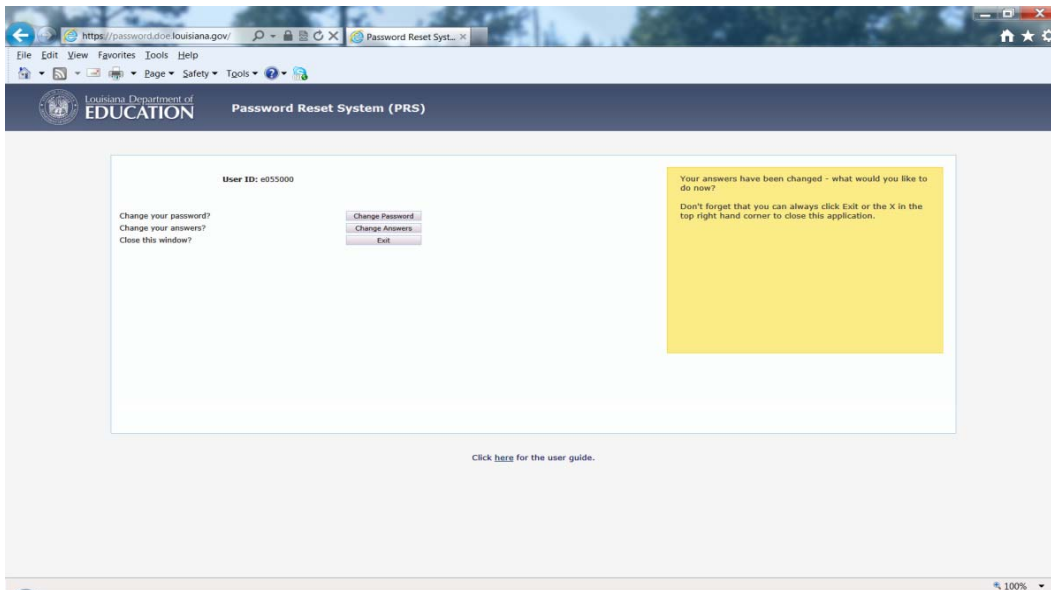 https://password.doe.louisiana.gov/
Password Reset Syst...
File Edit View Favorites Tools Help
Page Safety Tools
Louisiana Department of
EDUCATION
Password Reset System (PRS)
User ID: e055000
Your answers have been changed - what would you like to
do now?
Don't forget that you can always click Exit or the X in the
top right hand corner to close this application.
Change your password? Change Password
Change your answers? Change Answers
Close this window? Exit
Click here for the user guide.
100%